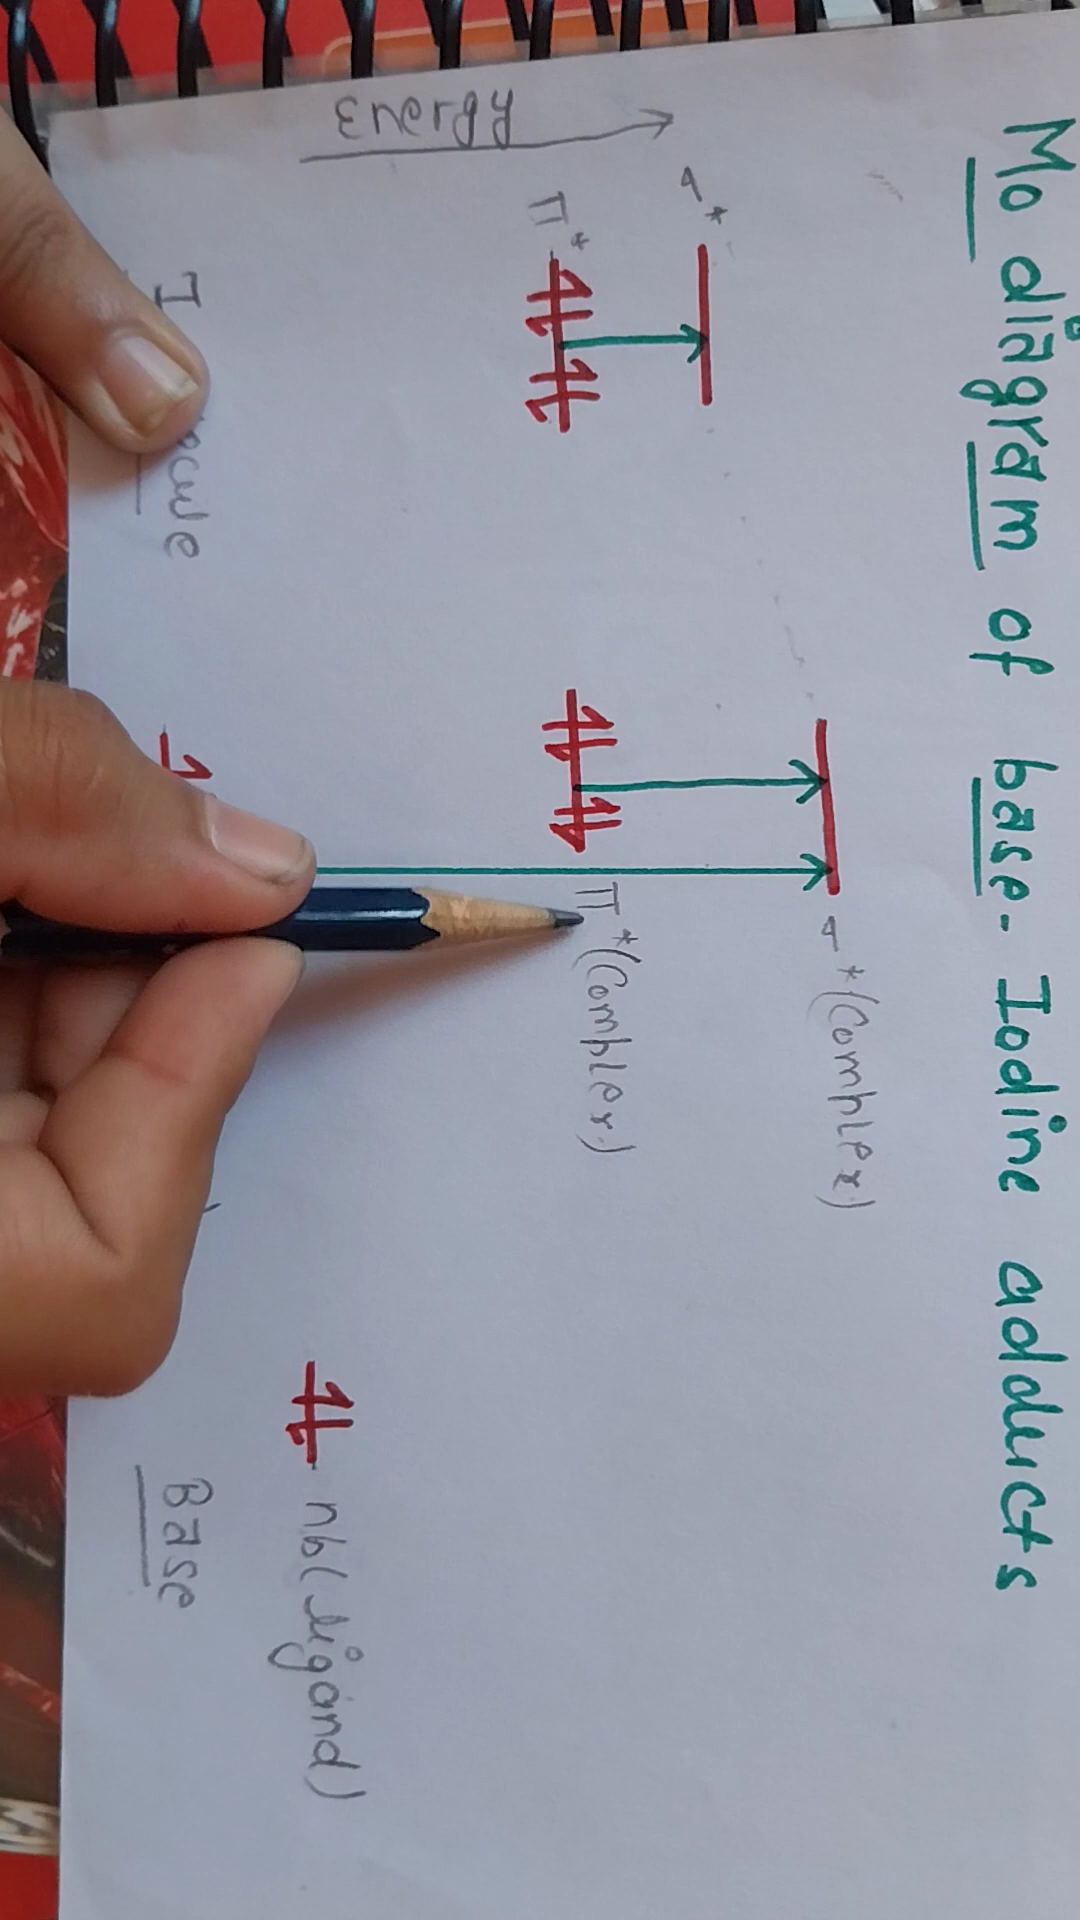 Mo diagram of base-Iodine adducts
Energy
σ*
σ*(Complex)
π*
π*(Complex)
nb(ligand)
Base